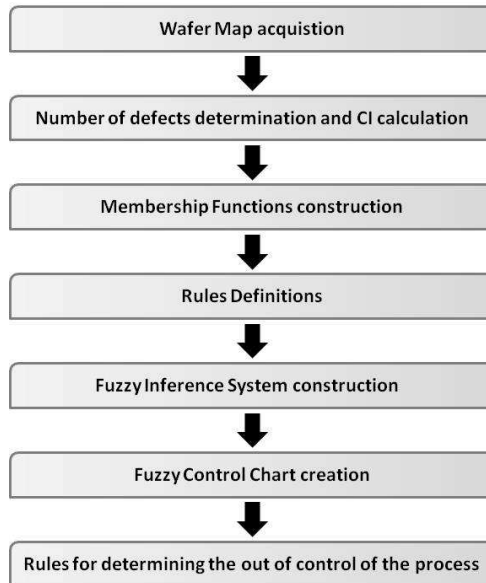 Wafer Map acquistion
Number of defects determination and CI calculation
Membership Functions construction
Rules Definitions
Fuzzy Inference System construction
Fuzzy Control Chart creation
Rules for determining the out of control of the process